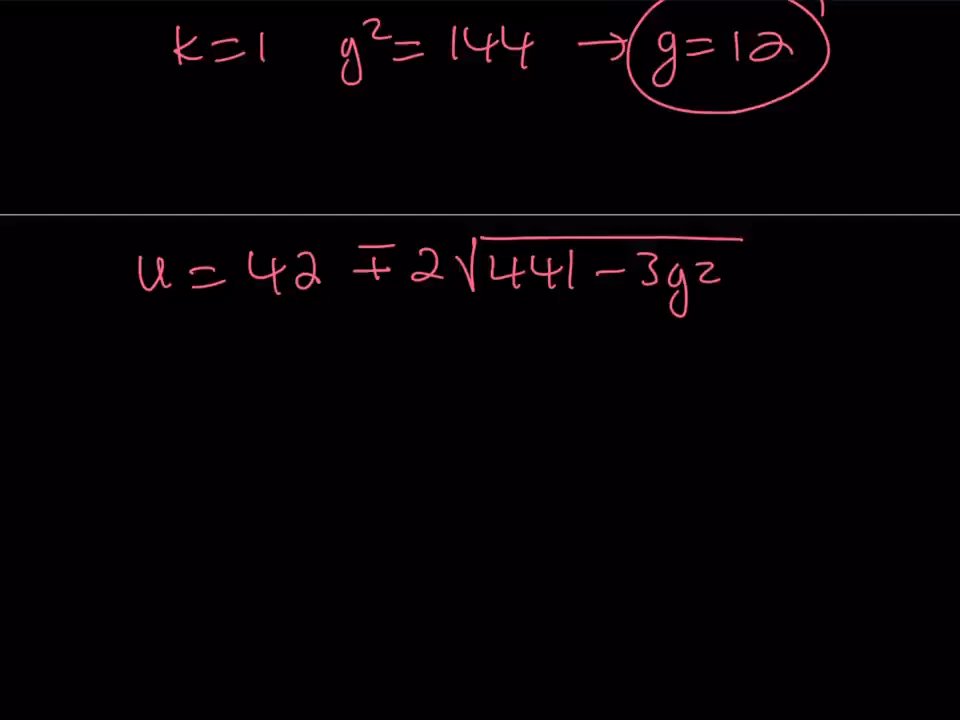 k=1 g²=144 → g=12
u = 42 ∓ 2√441-3g2